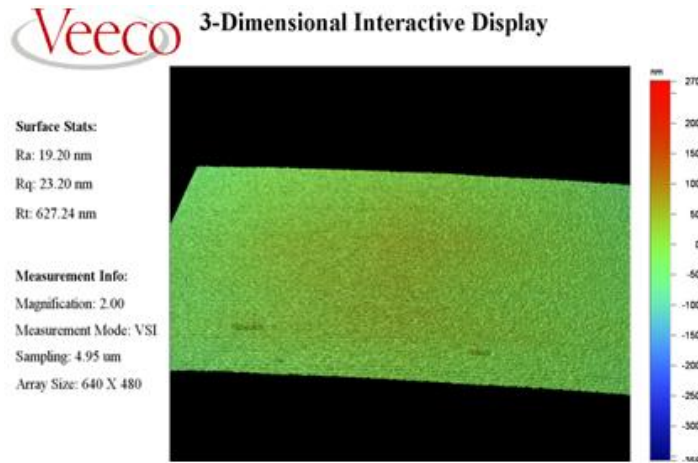 Veeco
3-Dimensional Interactive Display
Surface Stats:
Ra: 19.20 nm
Rq: 23.20 nm
Rt: 627.24 nm
Measurement Info:
Magnification: 2.00
Measurement Mode: VSI
Sampling: 4.95 um
Array Size: 640 X 480
nm
270
200
150
100
50
0
-50
-100
-150
-200
-250
-300